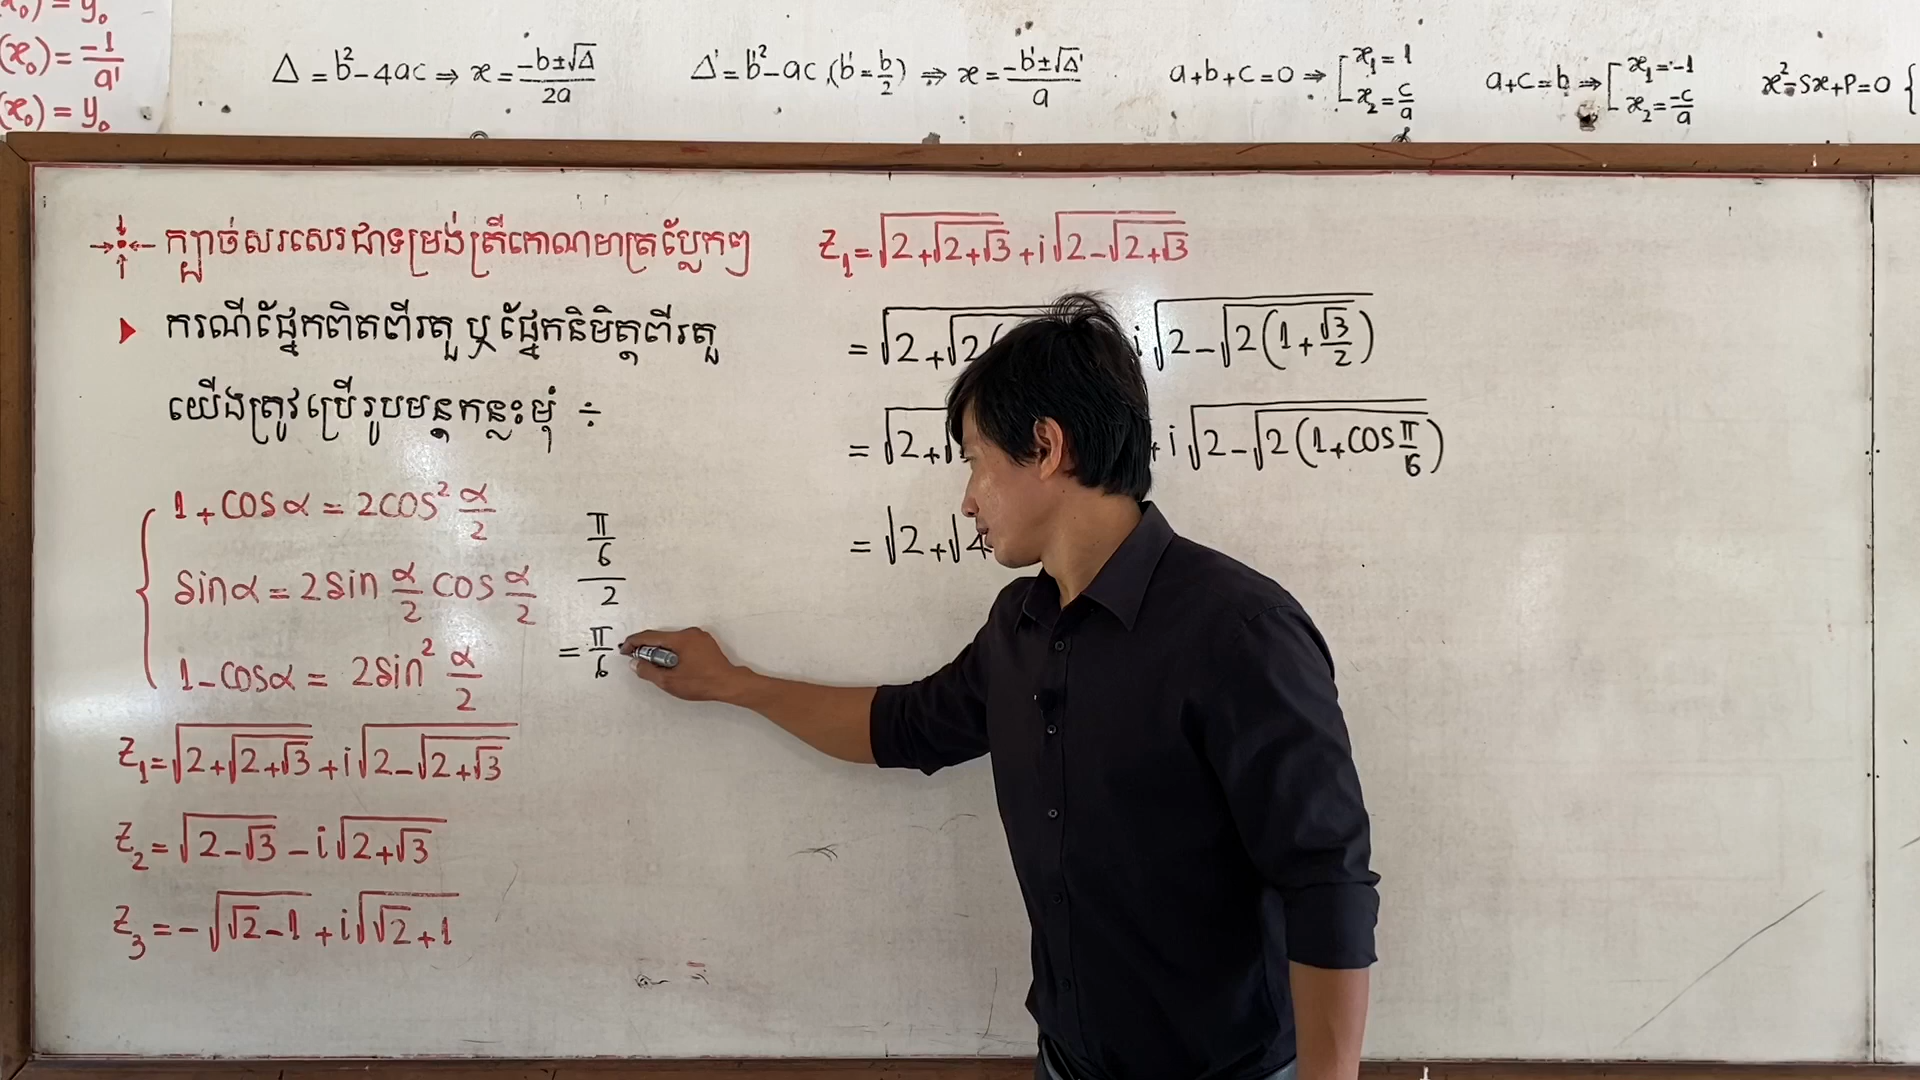 (x₀) = y₀
(x₀) = -1/a'
(x₀) = y₀
Δ = b² - 4ac ⇒ x = (-b ± √Δ)/2a
Δ' = b'² - ac, (b' = b/2) ⇒ x = (-b' ± √Δ')/a
a + b + c = 0 ⇒ [ x₁ = 1
x₂ = c/a
a + c = b ⇒ [ x₁ = -1
x₂ = -c/a
x² - Sx + P = 0 {
ក្បាច់សរសេរជាទម្រង់ត្រីកោណមាត្រប្លែកៗ
ករណីផ្នែកពិតពីរតួ ឬ ផ្នែកនិមិត្តពីរតួ
យើងត្រូវប្រើរូបមន្តកន្លះមុំ ÷
1 + cosα = 2cos² α/2
sinα = 2sin α/2 cos α/2
1 - cosα = 2sin² α/2
Z₁ = √(2+√(2+√3)) + i√(2-√(2+√3))
Z₂ = √(2-√3) - i√(2+√3)
Z₃ = -√(√2-1) + i√(√2+1)
(π/6)/2
= π/6
Z₁ = √(2+√(2+√3)) + i√(2-√(2+√3))
= √(2+√(2( i√(2-√(2(1+√3/2)))
= √(2+√ + i√(2-√(2(1+cos π/6)))
= √2+√4